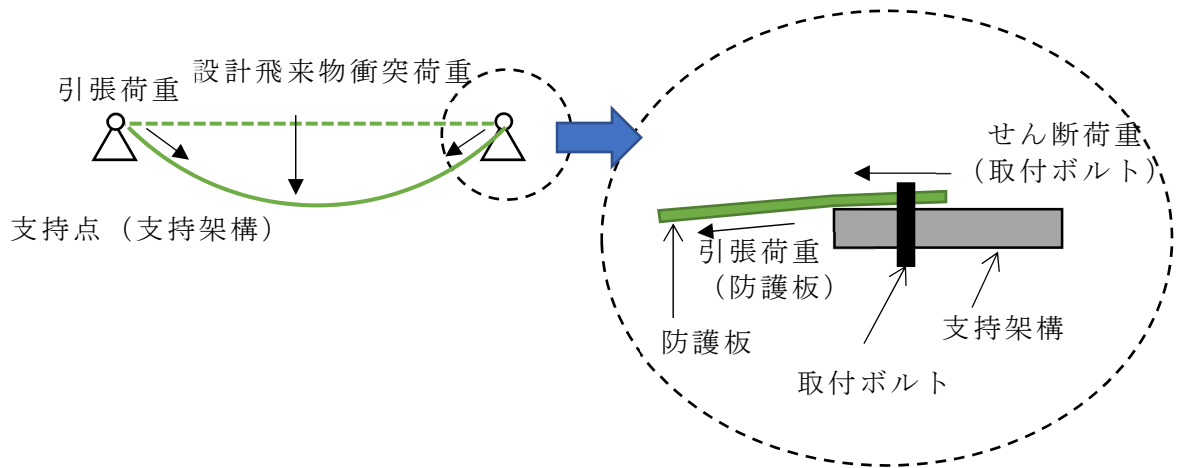 設計飛来物衝突荷重
引張荷重
支持点（支持架構）
せん断荷重
（取付ボルト）
引張荷重
（防護板）
防護板
支持架構
取付ボルト